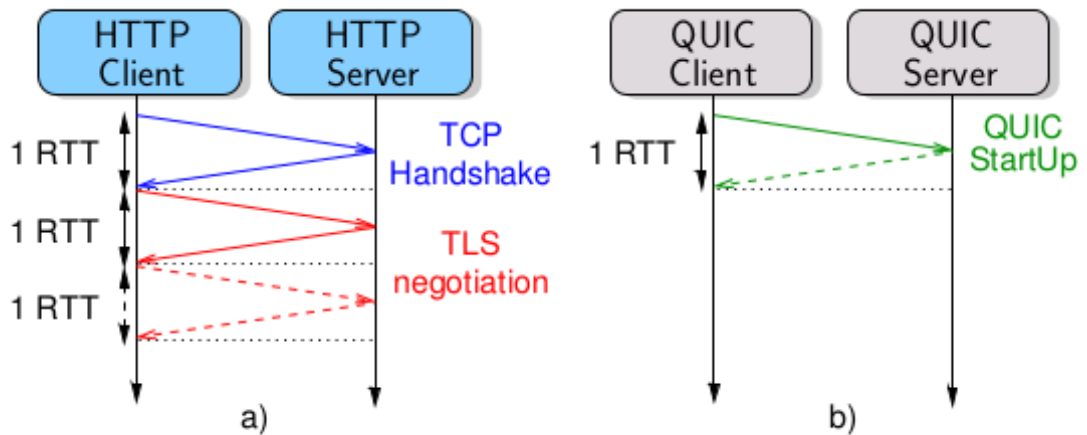 HTTP
Client
HTTP
Server
1 RTT
TCP
Handshake
1 RTT
TLS
negotiation
1 RTT
a)
QUIC
Client
QUIC
Server
1 RTT
QUIC
StartUp
b)